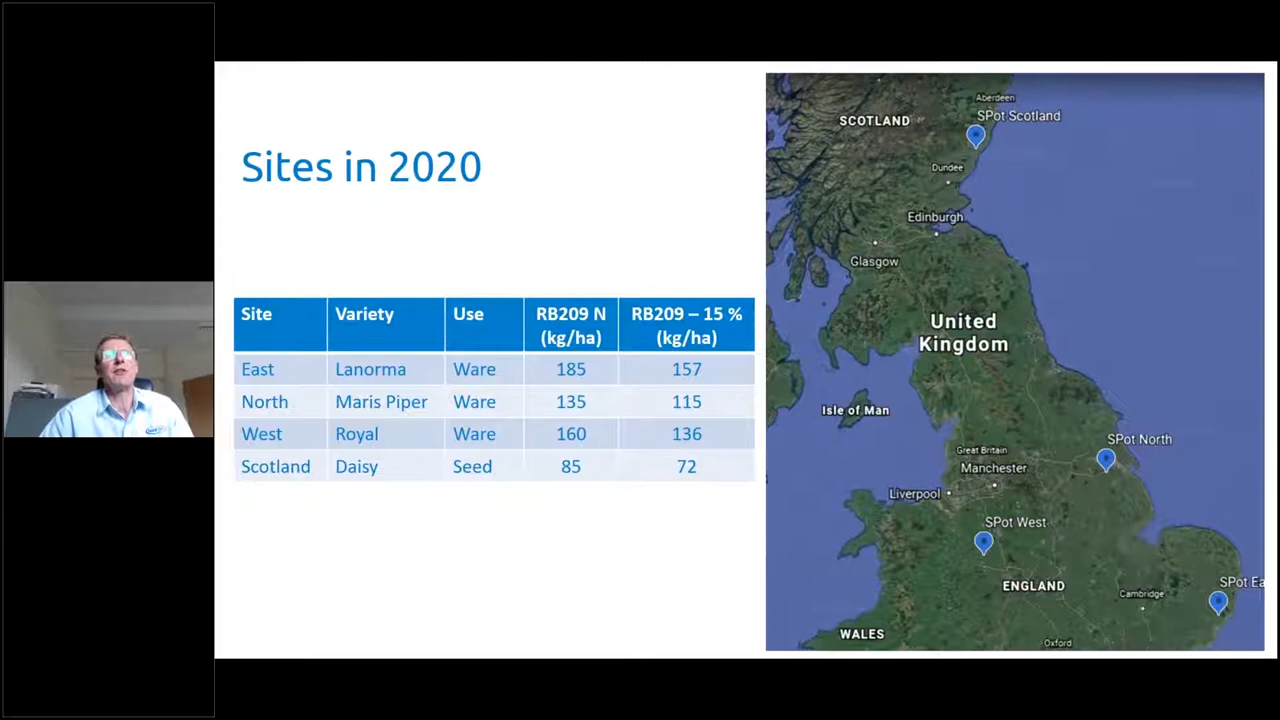 Sites in 2020
Site Variety Use RB209 N (kg/ha) RB209 – 15 % (kg/ha)
East Lanorma Ware 185 157
North Maris Piper Ware 135 115
West Royal Ware 160 136
Scotland Daisy Seed 85 72
Aberdeen
SPot Scotland
SCOTLAND
Dundee
Edinburgh
Glasgow
United
Kingdom
Isle of Man
SPot North
Great Britain
Manchester
Liverpool
SPot West
SPot Ea
ENGLAND
Cambridge
WALES
Oxford